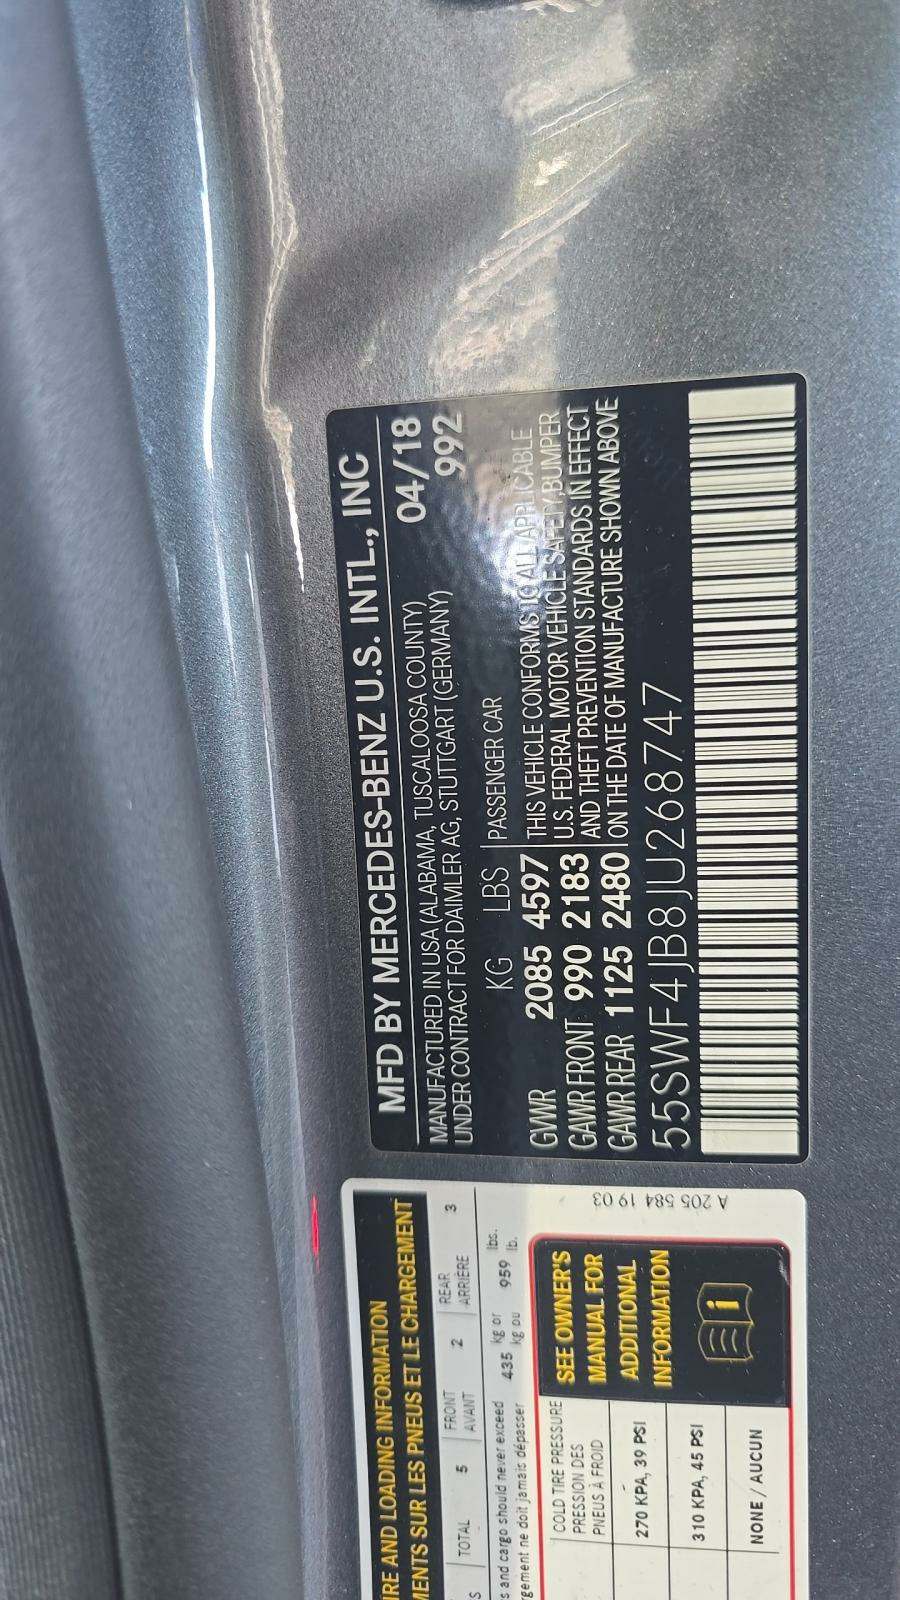 MFD BY MERCEDES-BENZ U.S. INTL., INC
MANUFACTURED IN USA (ALABAMA, TUSCALOOSA COUNTY) 04/18
UNDER CONTRACT FOR DAIMLER AG, STUTTGART (GERMANY) 992
KG LBS PASSENGER CAR
GVWR 2085 4597 THIS VEHICLE CONFORMS TO ALL APPLICABLE
GAWR FRONT 990 2183 U.S. FEDERAL MOTOR VEHICLE SAFETY, BUMPER
GAWR REAR 1125 2480 AND THEFT PREVENTION STANDARDS IN EFFECT
ON THE DATE OF MANUFACTURE SHOWN ABOVE
55SWF4JB8JU268747
AND LOADING INFORMATION
SUR LES PNEUS ET LE CHARGEMENT
TOTAL 5 FRONT 2 REAR 3
AVANT ARRIÈRE
and cargo should never exceed 435 kg or 959 lbs.
ne doit jamais dépasser kg ou lb.
COLD TIRE PRESSURE
PRESSION DES
PNEUS À FROID
270 KPA, 39 PSI
310 KPA, 45 PSI
NONE / AUCUN
SEE OWNER'S
MANUAL FOR
ADDITIONAL
INFORMATION
i
A 205 584 19 03